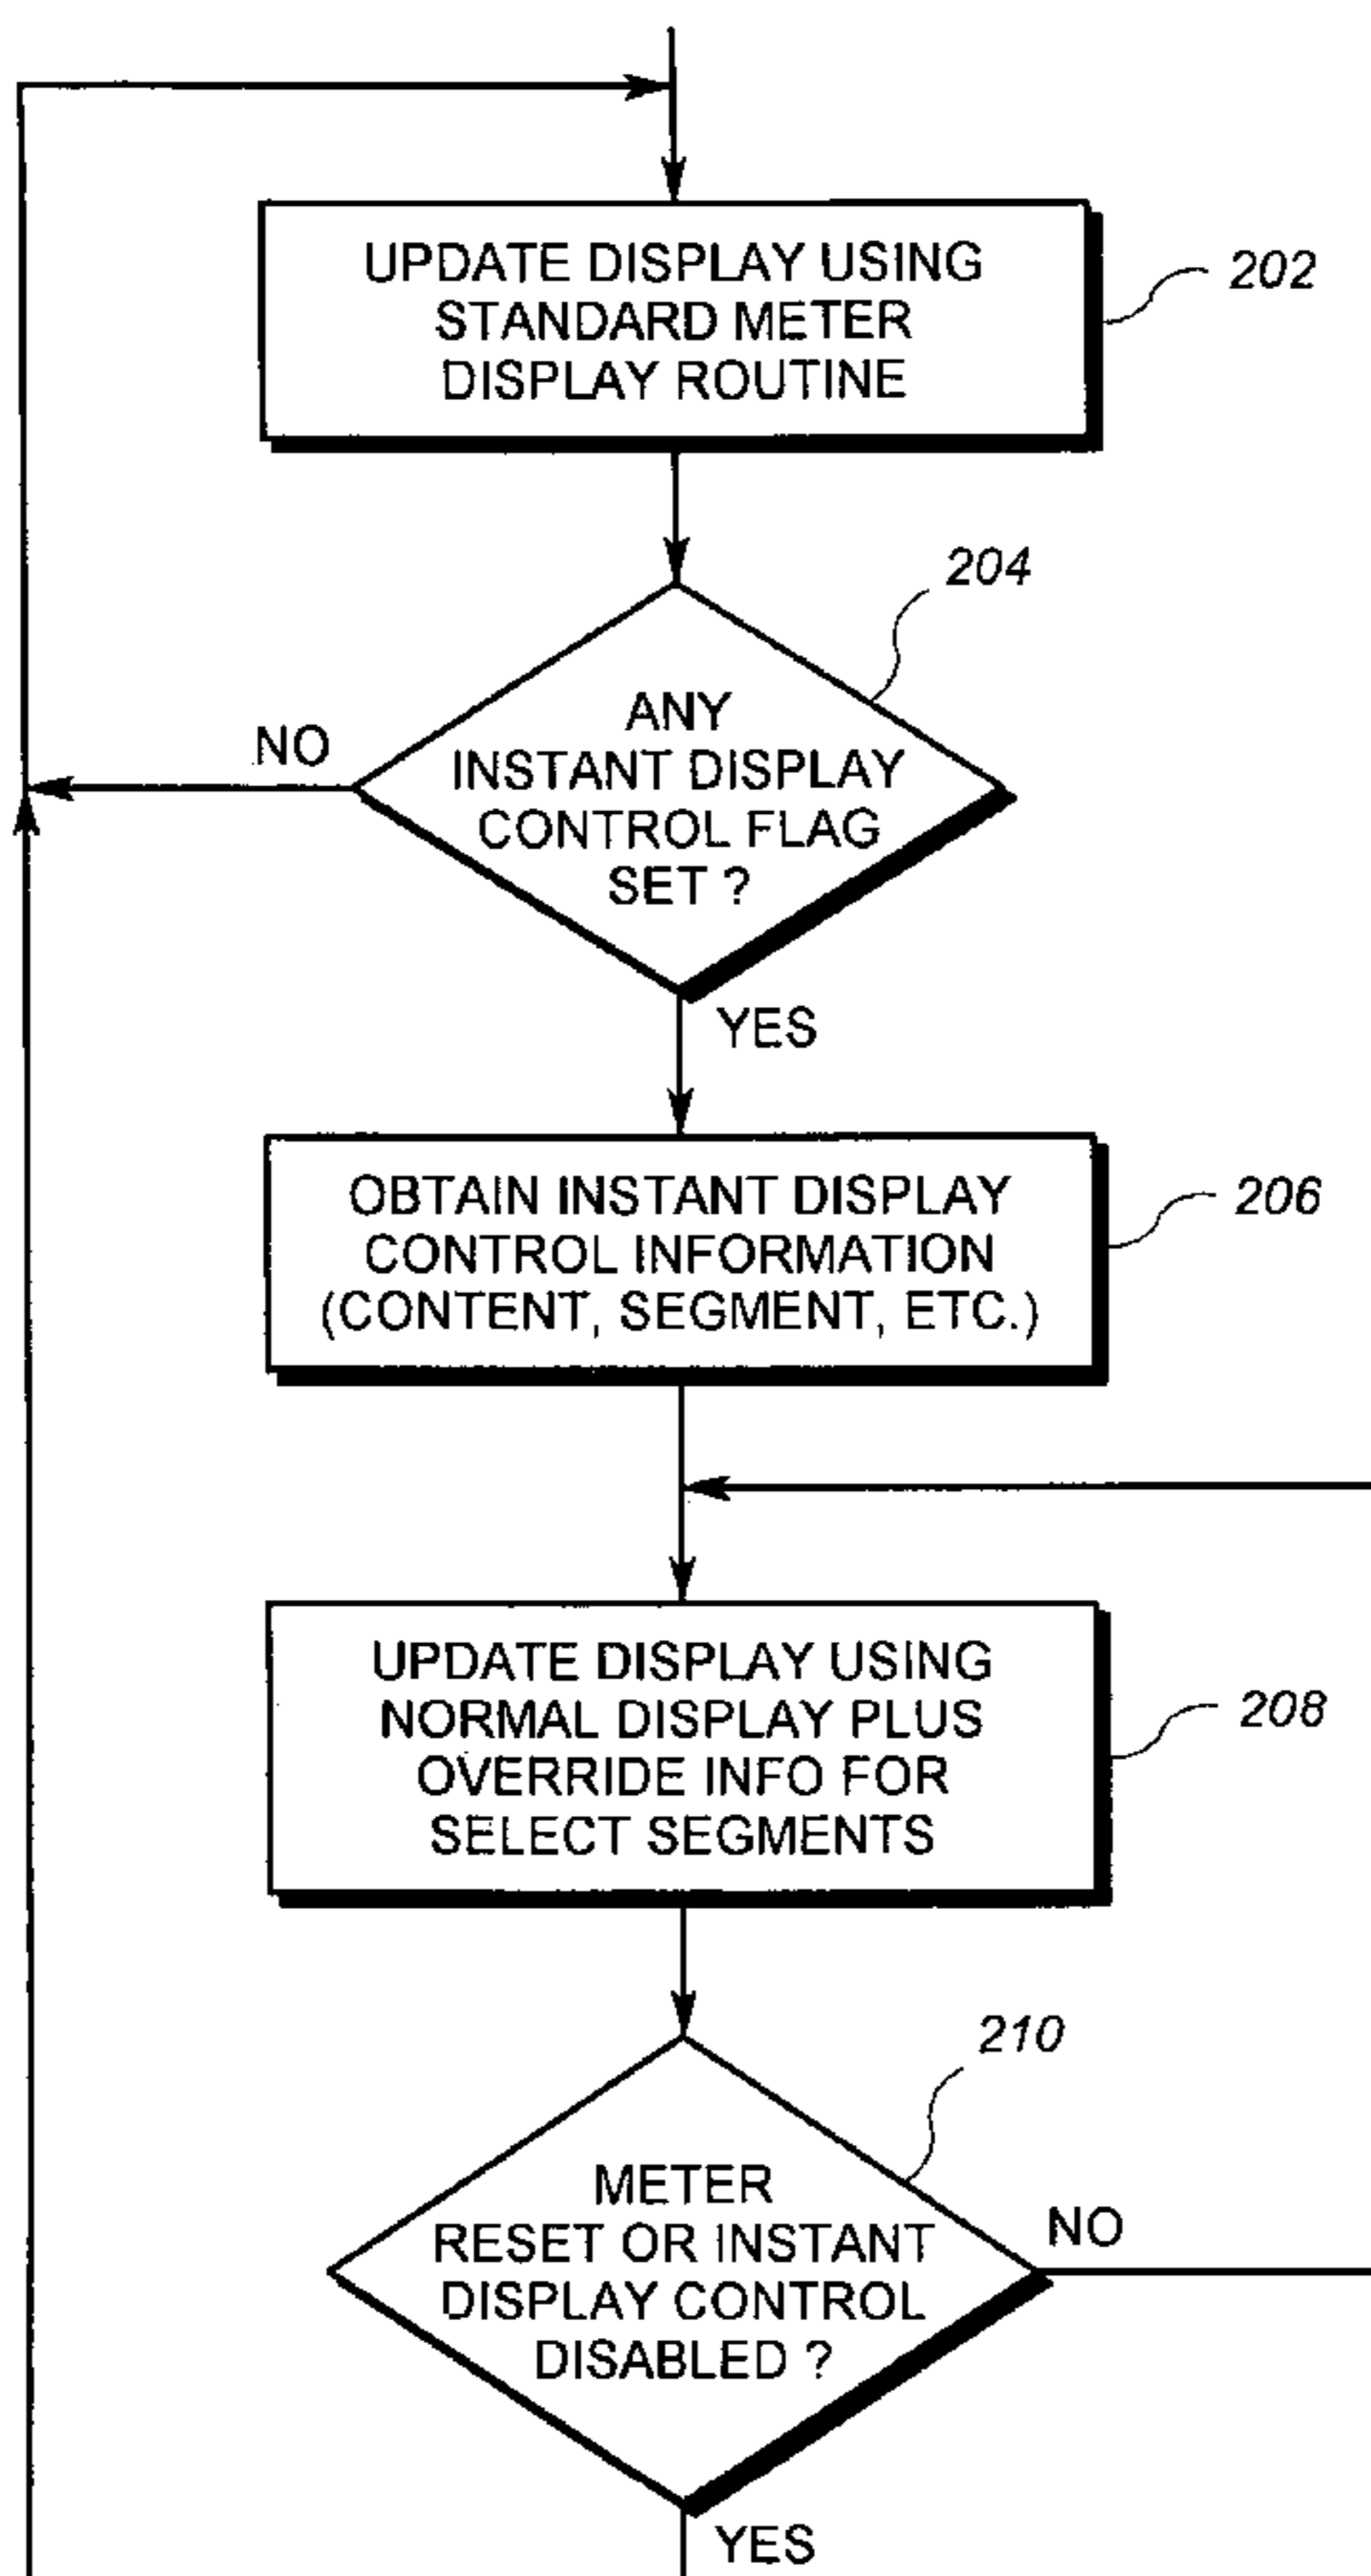 UPDATE DISPLAY USING
STANDARD METER
DISPLAY ROUTINE
202
204
ANY
INSTANT DISPLAY
CONTROL FLAG
SET ?
NO
YES
OBTAIN INSTANT DISPLAY
CONTROL INFORMATION
(CONTENT, SEGMENT, ETC.)
206
UPDATE DISPLAY USING
NORMAL DISPLAY PLUS
OVERRIDE INFO FOR
SELECT SEGMENTS
208
210
METER
RESET OR INSTANT
DISPLAY CONTROL
DISABLED ?
NO
YES